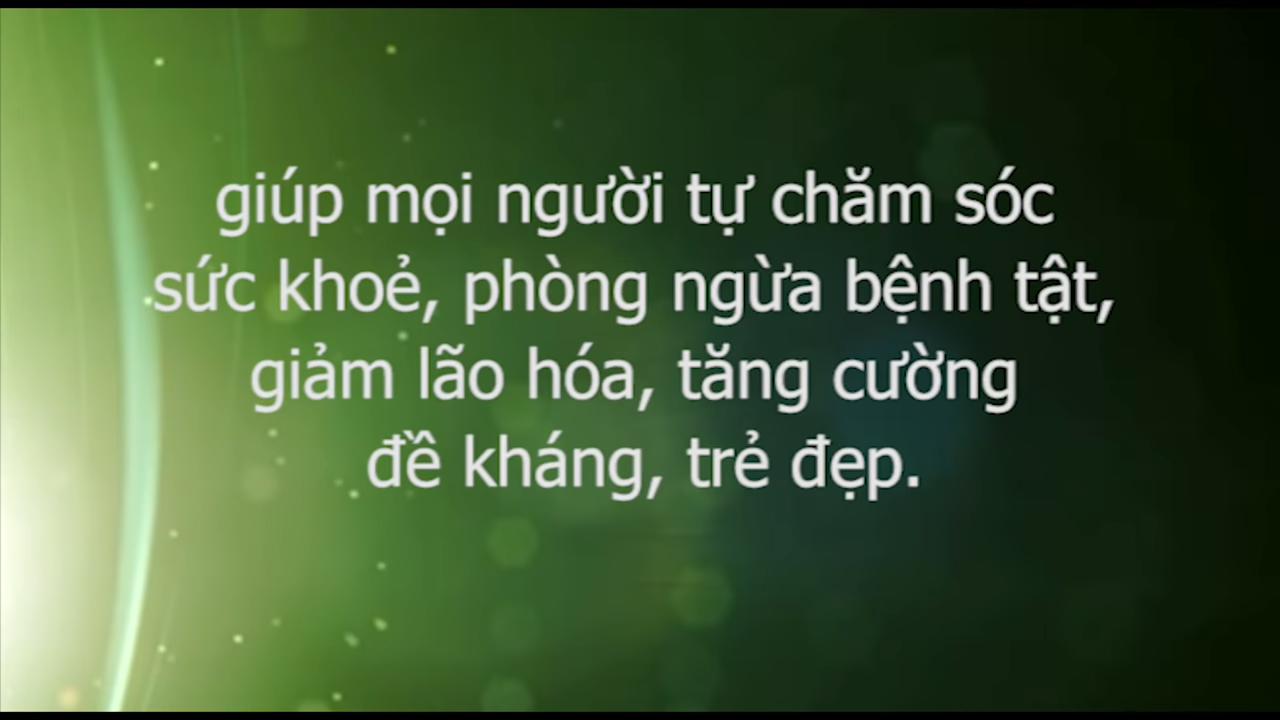 giúp mọi người tự chăm sóc
sức khoẻ, phòng ngừa bệnh tật,
giảm lão hóa, tăng cường
đề kháng, trẻ đẹp.